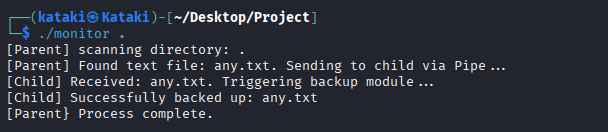 ┌──(kataki㉿Kataki)-[~/Desktop/Project]
└─$ ./monitor .
[Parent] scanning directory: .
[Parent] Found text file: any.txt. Sending to child via Pipe...
[Child] Received: any.txt. Triggering backup module...
[Child] Successfully backed up: any.txt
[Parent} Process complete.